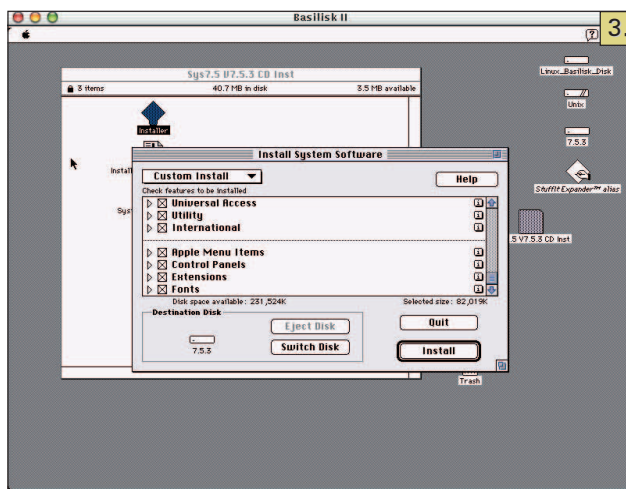 Basilisk II
3.
Sys7.5 V7.5.3 CD Inst
3 items
40.7 MB in disk
3.5 MB available
Installer
Linux_Basilisk_Disk
Unix
7.5.3
StuffIt Expander™ alias
.5 V7.5.3 CD Inst
Trash
Install
Sys
Install System Software
Custom Install
Help
Check features to be installed
Universal Access
Utility
International
Apple Menu Items
Control Panels
Extensions
Fonts
Disk space available: 231,524K
Selected size: 82,019K
Destination Disk
7.5.3
Eject Disk
Switch Disk
Quit
Install